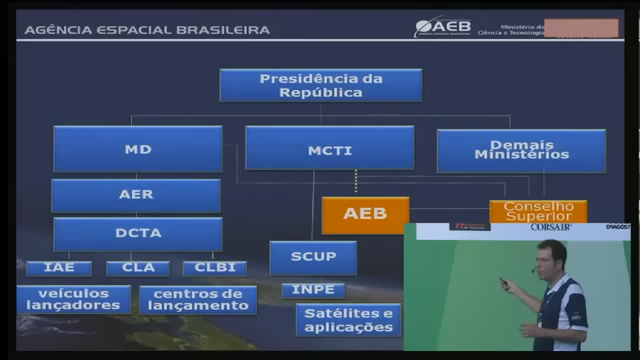 AGÊNCIA ESPACIAL BRASILEIRA
AEB
Ministério da
Ciência e Tecnologia
Presidência da
República
MD
MCTI
Demais
Ministérios
AER
AEB
Conselho
Superior
DCTA
SCUP
IAE
CLA
CLBI
INPE
veículos
lançadores
centros de
lançamento
Satélites e
aplicações
CORSAIR